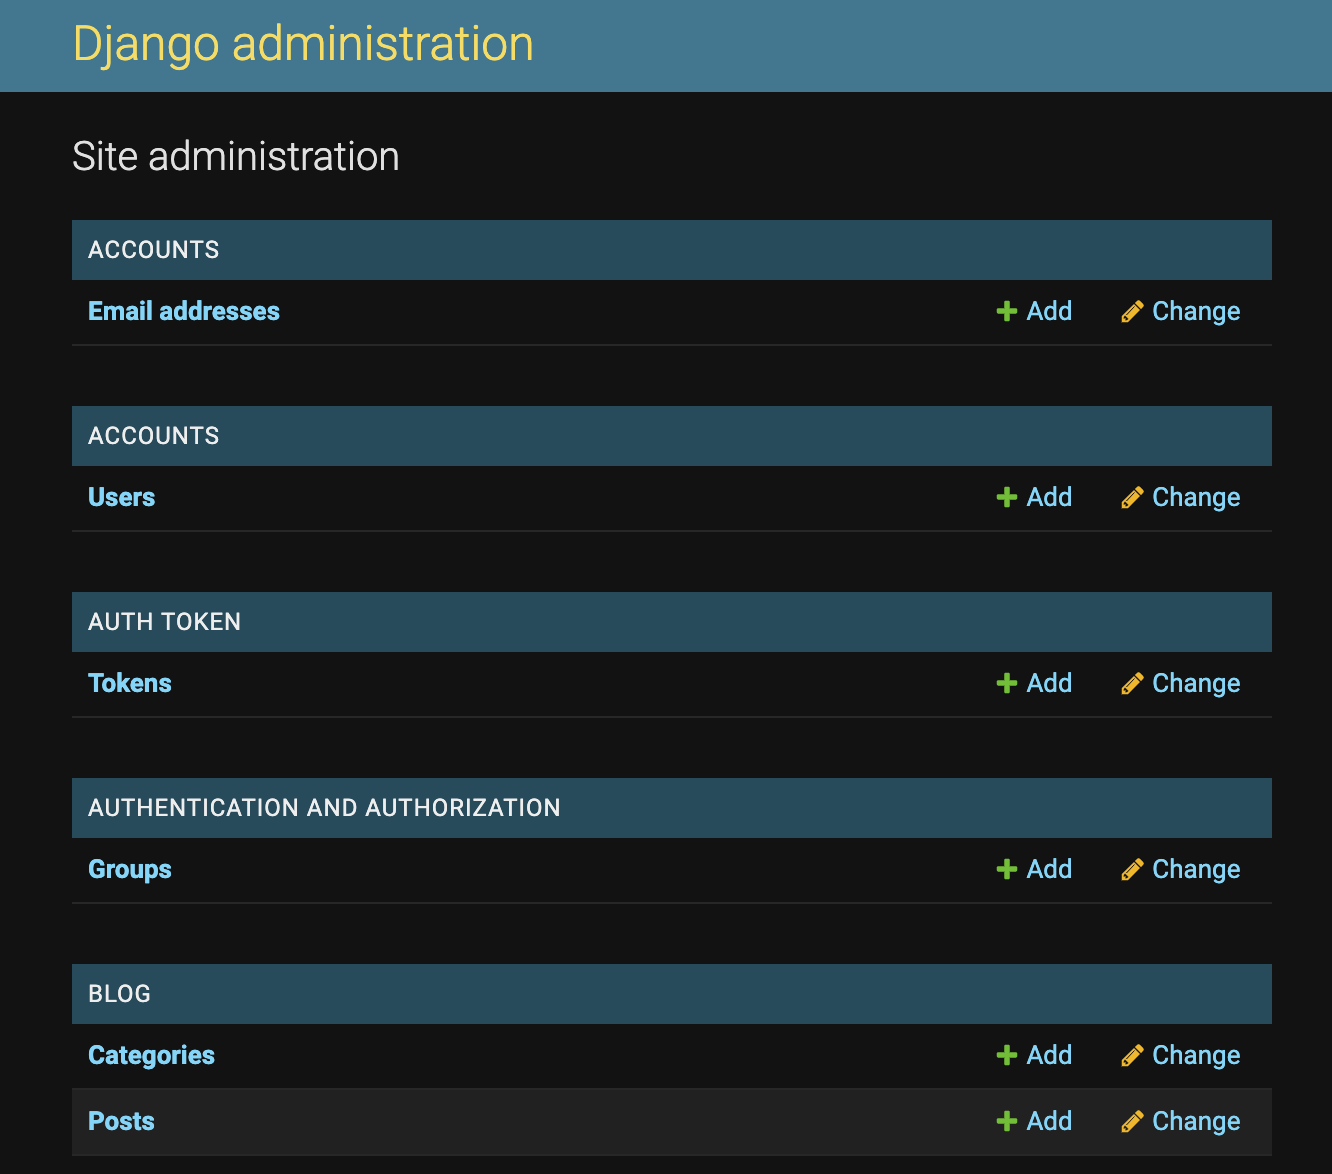 Django administration
Site administration
ACCOUNTS
Email addresses Add Change
ACCOUNTS
Users Add Change
AUTH TOKEN
Tokens Add Change
AUTHENTICATION AND AUTHORIZATION
Groups Add Change
BLOG
Categories Add Change
Posts Add Change